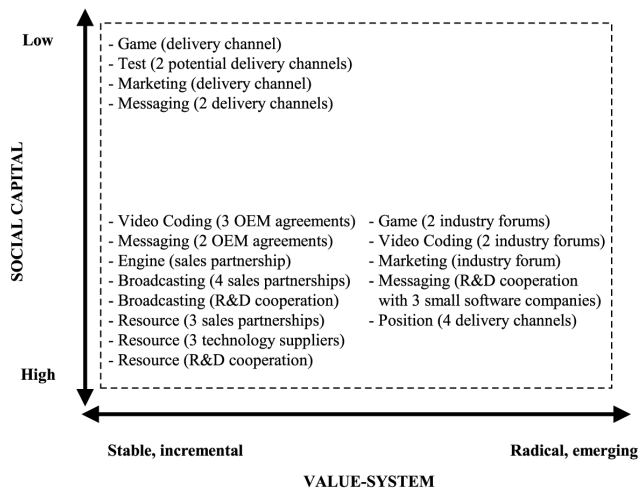 Low
- Game (delivery channel)
- Test (2 potential delivery channels)
- Marketing (delivery channel)
- Messaging (2 delivery channels)
SOCIAL CAPITAL
- Video Coding (3 OEM agreements)
- Messaging (2 OEM agreements)
- Engine (sales partnership)
- Broadcasting (4 sales partnerships)
- Broadcasting (R&D cooperation)
- Resource (3 sales partnerships)
- Resource (3 technology suppliers)
- Resource (R&D cooperation)
- Game (2 industry forums)
- Video Coding (2 industry forums)
- Marketing (industry forum)
- Messaging (R&D cooperation
with 3 small software companies)
- Position (4 delivery channels)
High
Stable, incremental
Radical, emerging
VALUE-SYSTEM